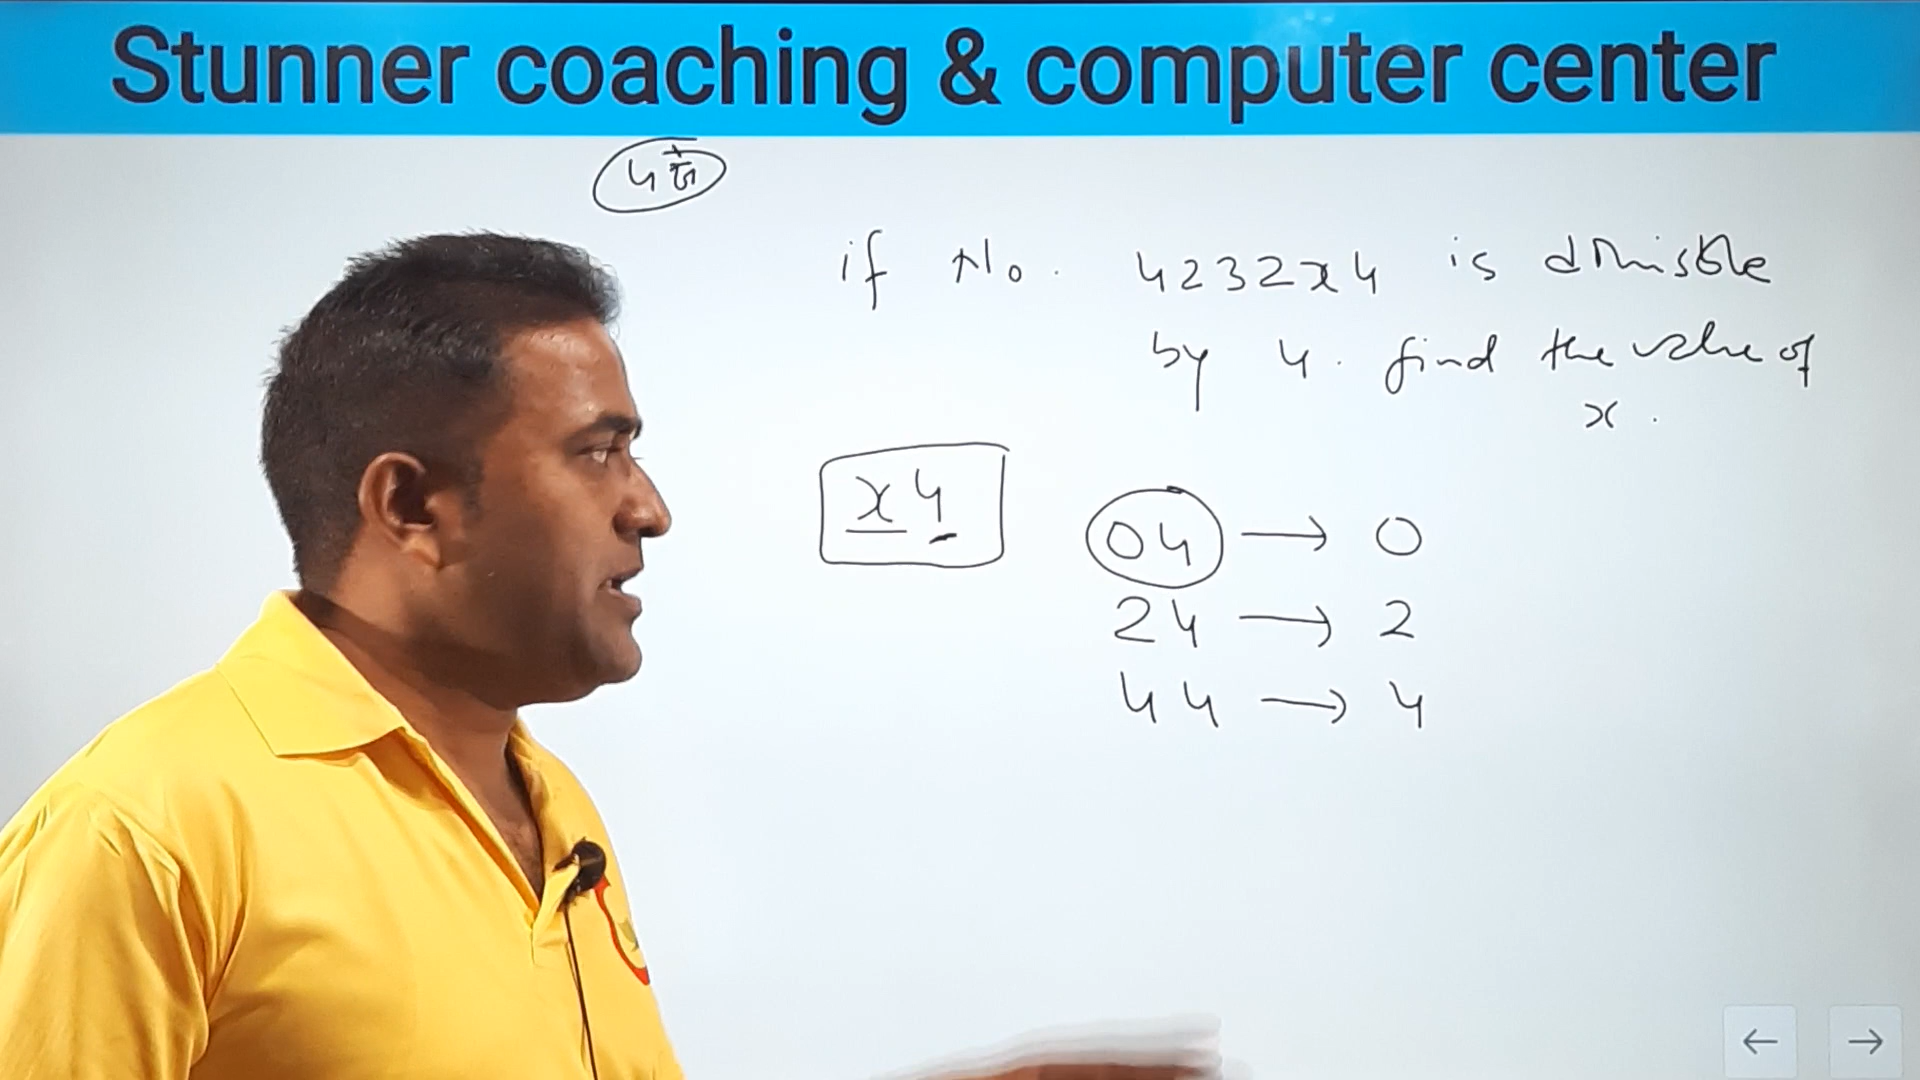 Stunner coaching & computer center
4 से
if No. 4232x4 is divisible
by 4. find the value of
x.
x4
04 → 0
24 → 2
44 → 4
← →